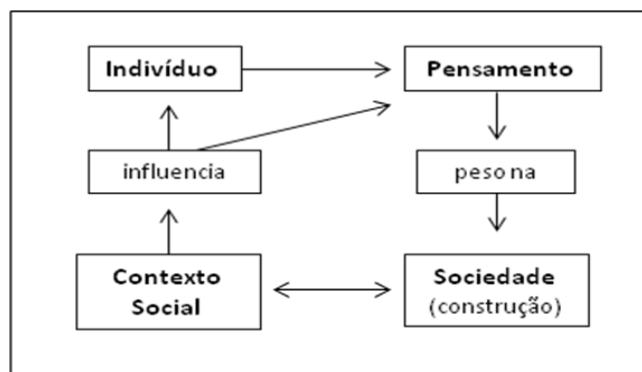 Indivíduo
Pensamento
influencia
peso na
Contexto
Social
Sociedade
(construção)